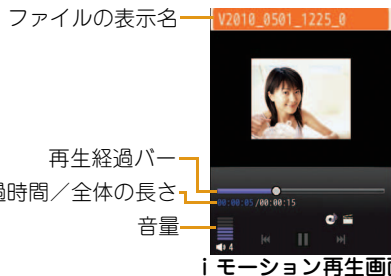 ファイルの表示名
V2010_0501_1225_0
再生経過バー
過時間／全体の長さ
00:00:05/00:00:15
音量
4
iモーション再生画面